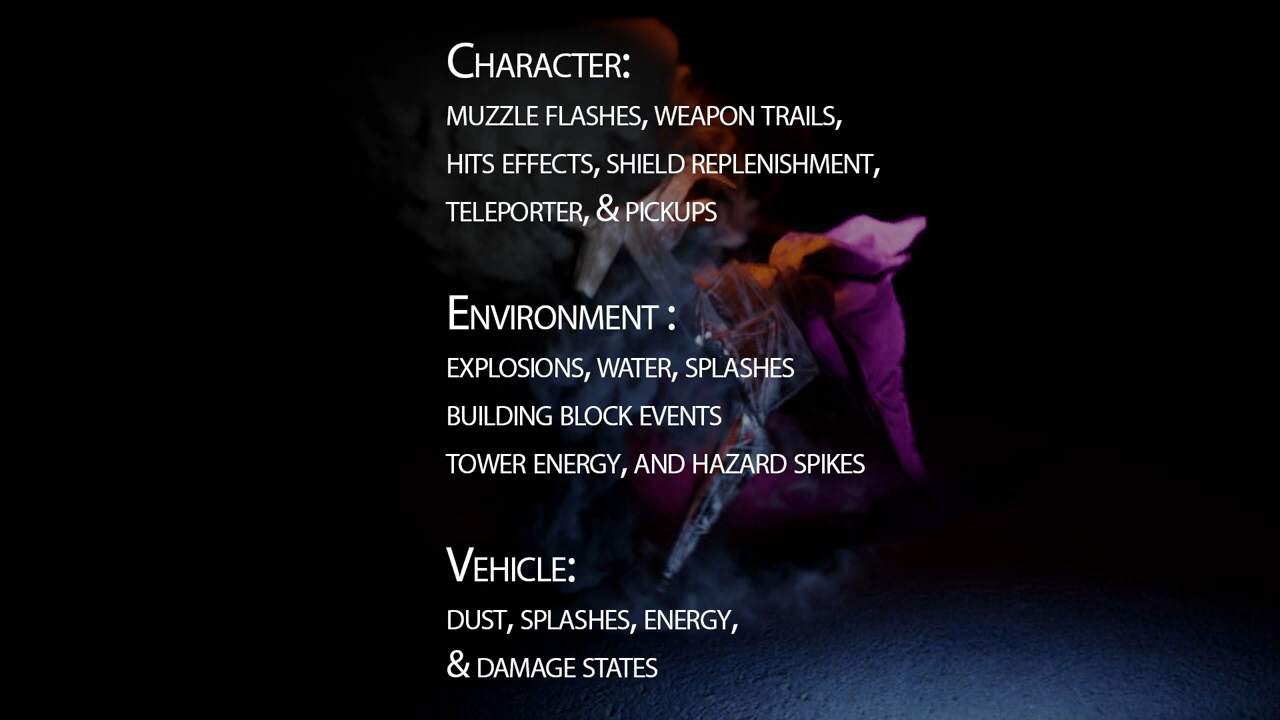 Character:
muzzle flashes, weapon trails,
hits effects, shield replenishment,
teleporter, & pickups
Environment :
explosions, water, splashes
building block events
tower energy, and hazard spikes
Vehicle:
dust, splashes, energy,
& damage states